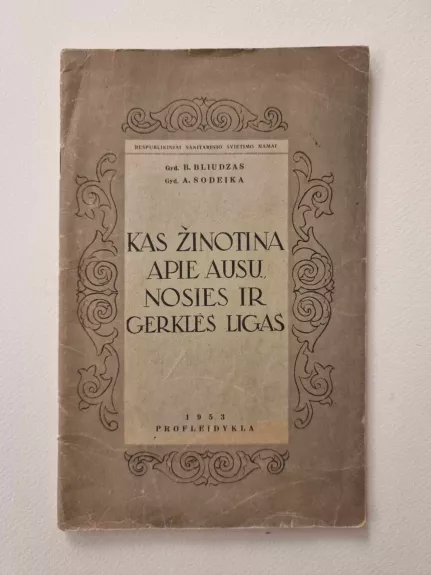 RESPUBLIKINIAI SANITARINIO ŠVIETIMO NAMAI
Gyd. B. BLIUDZAS
Gyd. A. SODEIKA
KAS ŽINOTINA
APIE AUSŲ,
NOSIES IR
GERKLĖS LIGAS
1953
PROFLEIDYKLA